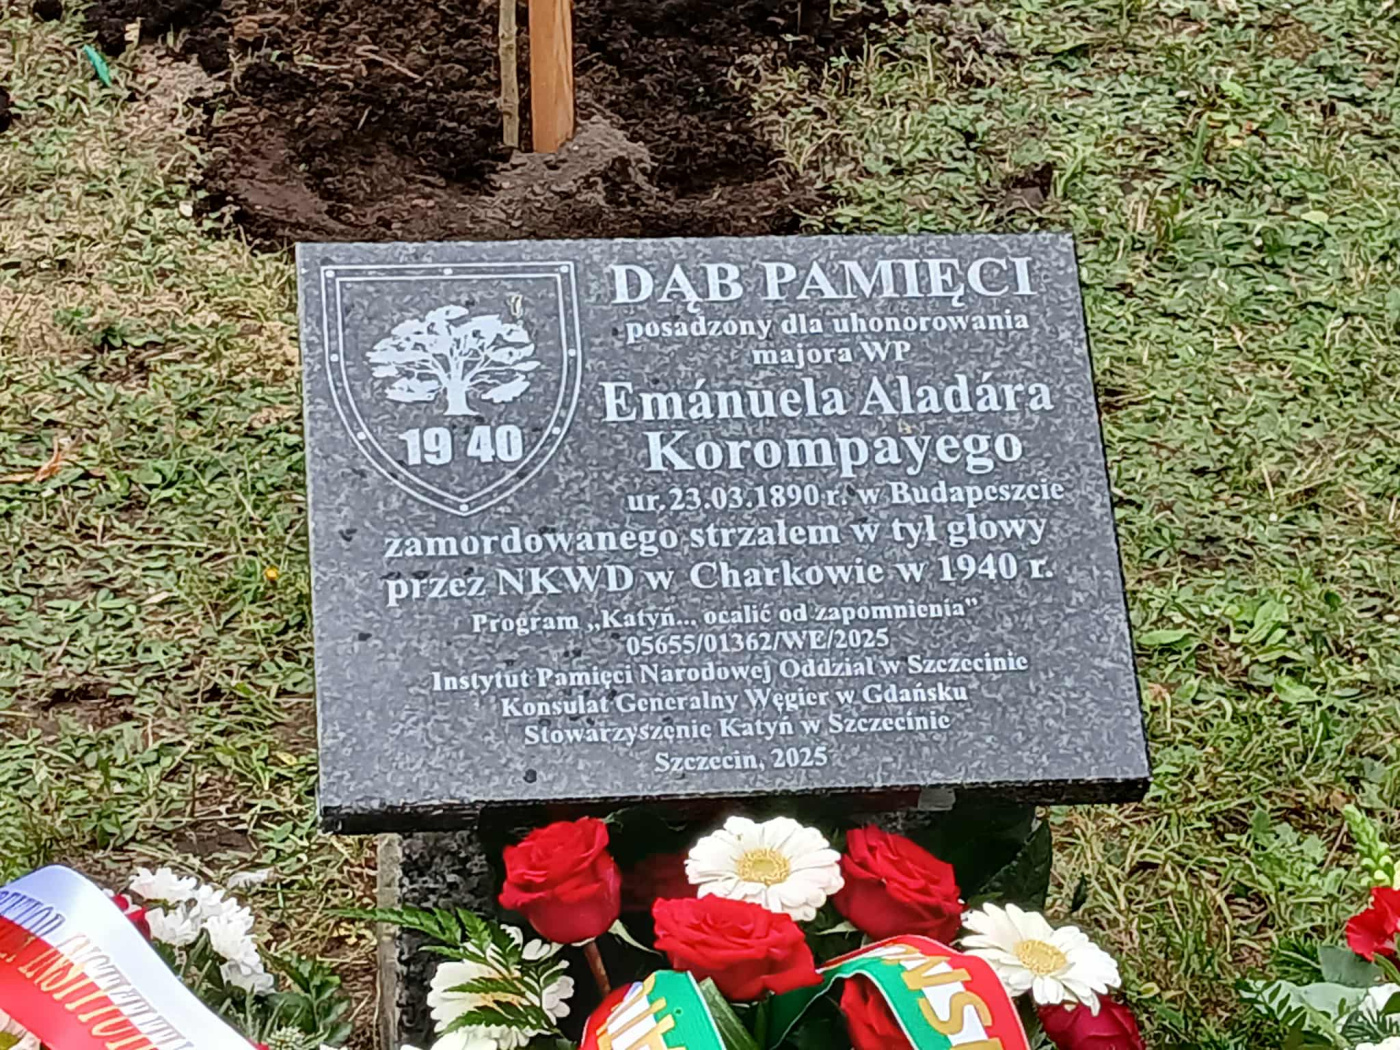 DĄB PAMIĘCI
posadzony dla uhonorowania
majora WP
Emánuela Aladára
Korompayego
ur. 23.03.1890 r. w Budapeszcie
zamordowanego strzałem w tył głowy
przez NKWD w Charkowie w 1940 r.
Program „Katyń... ocalić od zapomnienia”
05655/01362/WE/2025
Instytut Pamięci Narodowej Oddział w Szczecinie
Konsulat Generalny Węgier w Gdańsku
Stowarzyszenie Katyń w Szczecinie
Szczecin, 2025
19 40